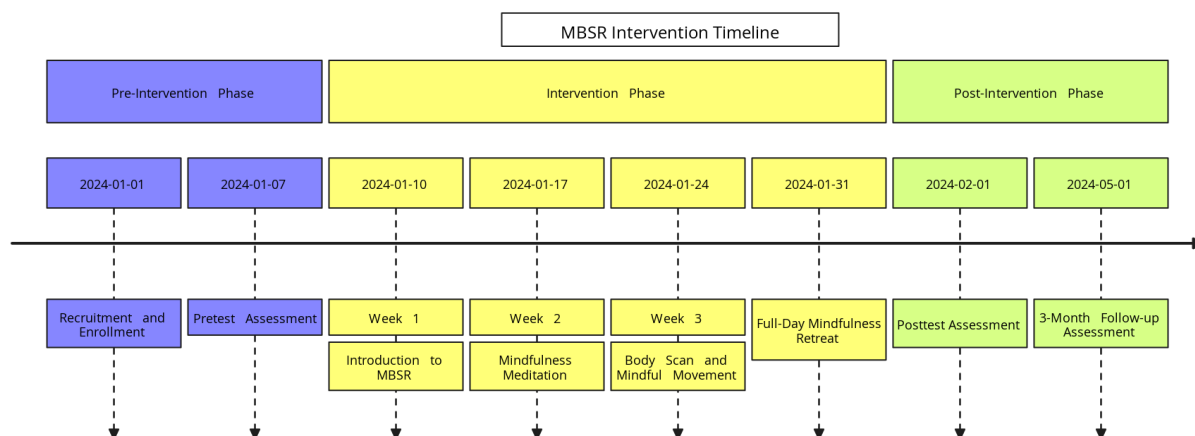 MBSR Intervention Timeline
Pre-Intervention Phase
Intervention Phase
Post-Intervention Phase
2024-01-01
2024-01-07
2024-01-10
2024-01-17
2024-01-24
2024-01-31
2024-02-01
2024-05-01
Recruitment and
Enrollment
Pretest Assessment
Week 1
Introduction to
MBSR
Week 2
Mindfulness
Meditation
Week 3
Body Scan and
Mindful Movement
Full-Day Mindfulness
Retreat
Posttest Assessment
3-Month Follow-up
Assessment